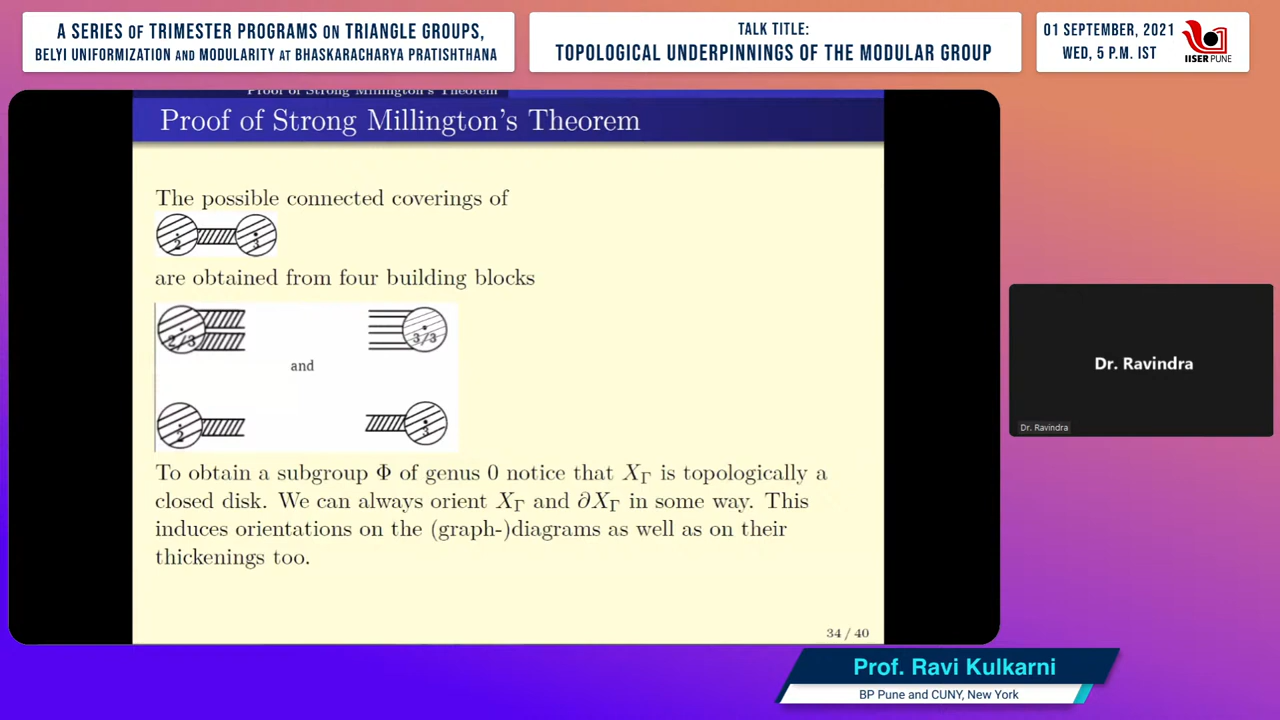 A SERIES OF TRIMESTER PROGRAMS ON TRIANGLE GROUPS,
BELYI UNIFORMIZATION AND MODULARITY AT BHASKARACHARYA PRATISHTHANA
TALK TITLE:
TOPOLOGICAL UNDERPINNINGS OF THE MODULAR GROUP
01 SEPTEMBER, 2021
WED, 5 P.M. IST
IISER PUNE
Proof of Strong Millington's Theorem
Proof of Strong Millington's Theorem
The possible connected coverings of
2 3
are obtained from four building blocks
2/3 3/3
and
2 3
To obtain a subgroup Φ of genus 0 notice that X_Γ is topologically a
closed disk. We can always orient X_Γ and ∂X_Γ in some way. This
induces orientations on the (graph-)diagrams as well as on their
thickenings too.
34 / 40
Dr. Ravindra
Dr. Ravindra
Prof. Ravi Kulkarni
BP Pune and CUNY, New York